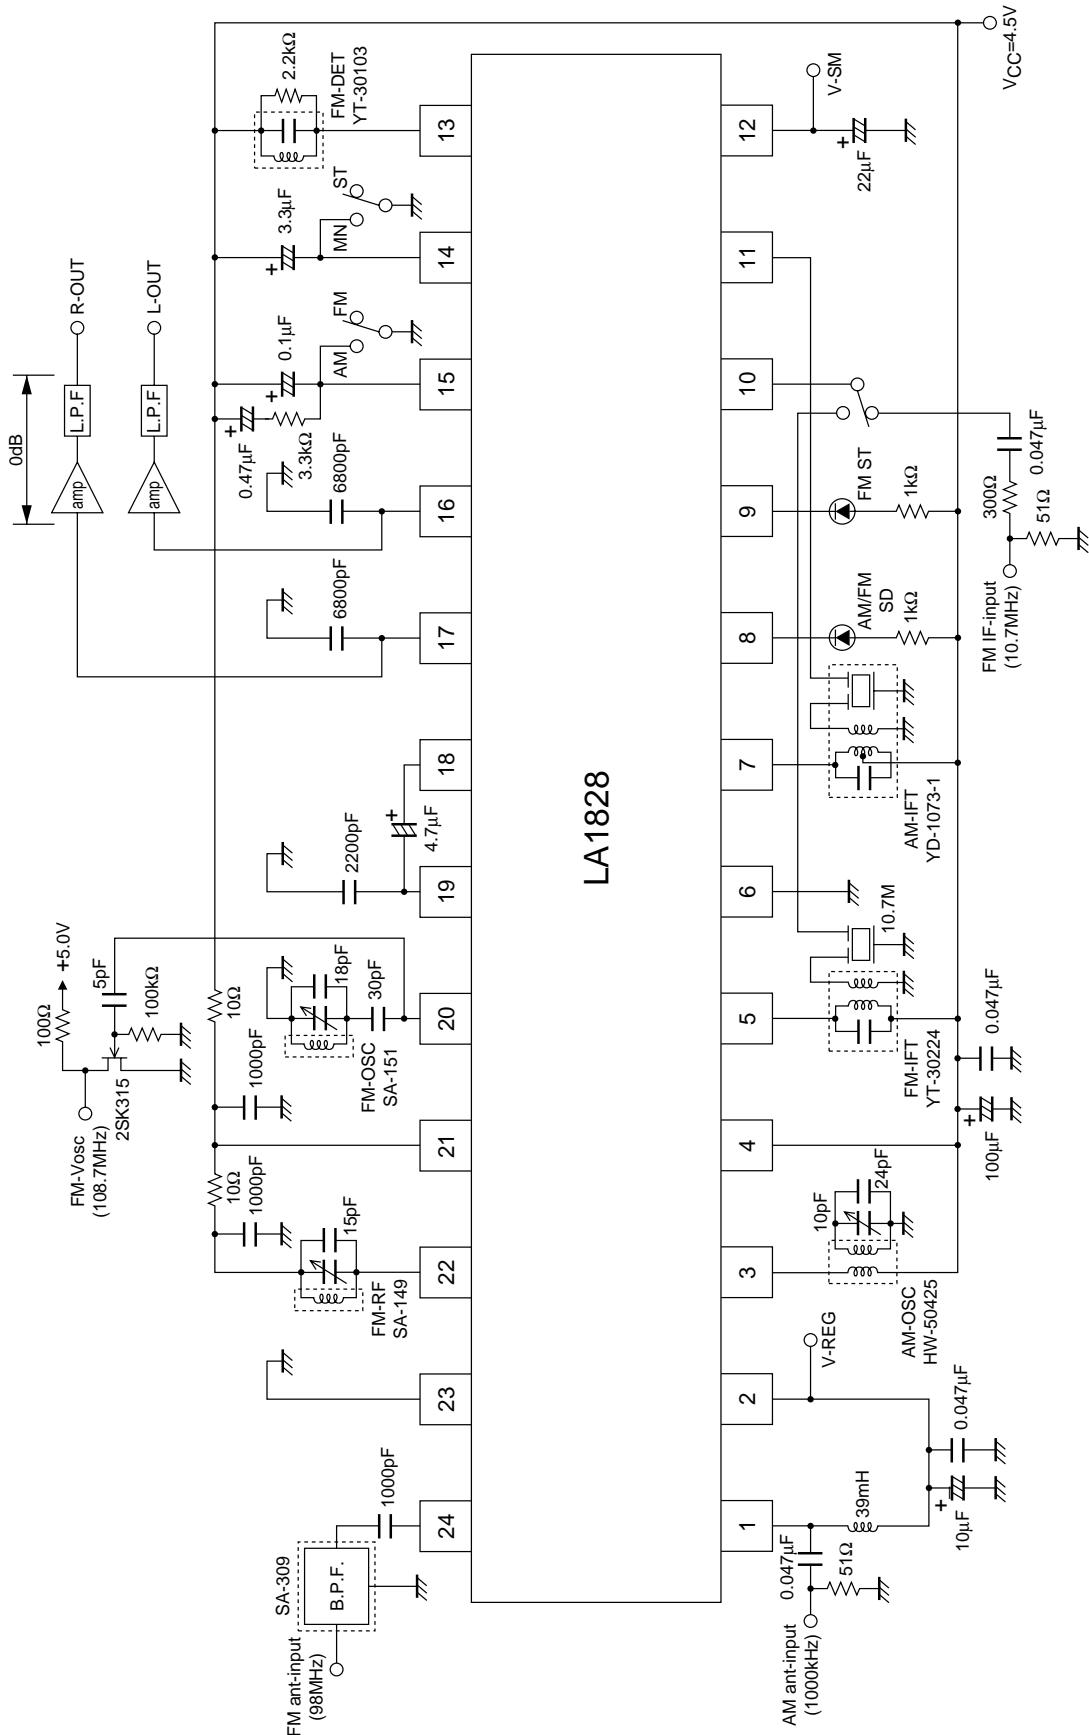 0dB
amp
L.P.F
R-OUT
amp
L.P.F
L-OUT
100Ω
+5.0V
5pF
100kΩ
2SK315
FM-Vosc
(108.7MHz)
SA-309
B.P.F.
FM ant-input
(98MHz)
1000pF
10Ω
1000pF
10Ω
1000pF
15pF
FM-RF
SA-149
18pF
30pF
FM-OSC
SA-151
2200pF
4.7μF
6800pF
6800pF
0.47μF
3.3kΩ
0.1μF
AM
FM
3.3μF
MN
ST
2.2kΩ
FM-DET
YT-30103
24
23
22
21
20
19
18
17
16
15
14
13
LA1828
1
2
3
4
5
6
7
8
9
10
11
12
0.047μF
51Ω
AM ant-input
(1000kHz)
39mH
10μF
0.047μF
V-REG
10pF
24pF
AM-OSC
HW-50425
100μF
0.047μF
FM-IFT
YT-30224
10.7M
AM-IFT
YD-1073-1
AM/FM
SD
1kΩ
FM ST
1kΩ
FM IF-input
(10.7MHz)
300Ω
51Ω
0.047μF
22μF
V-SM
VCC=4.5V